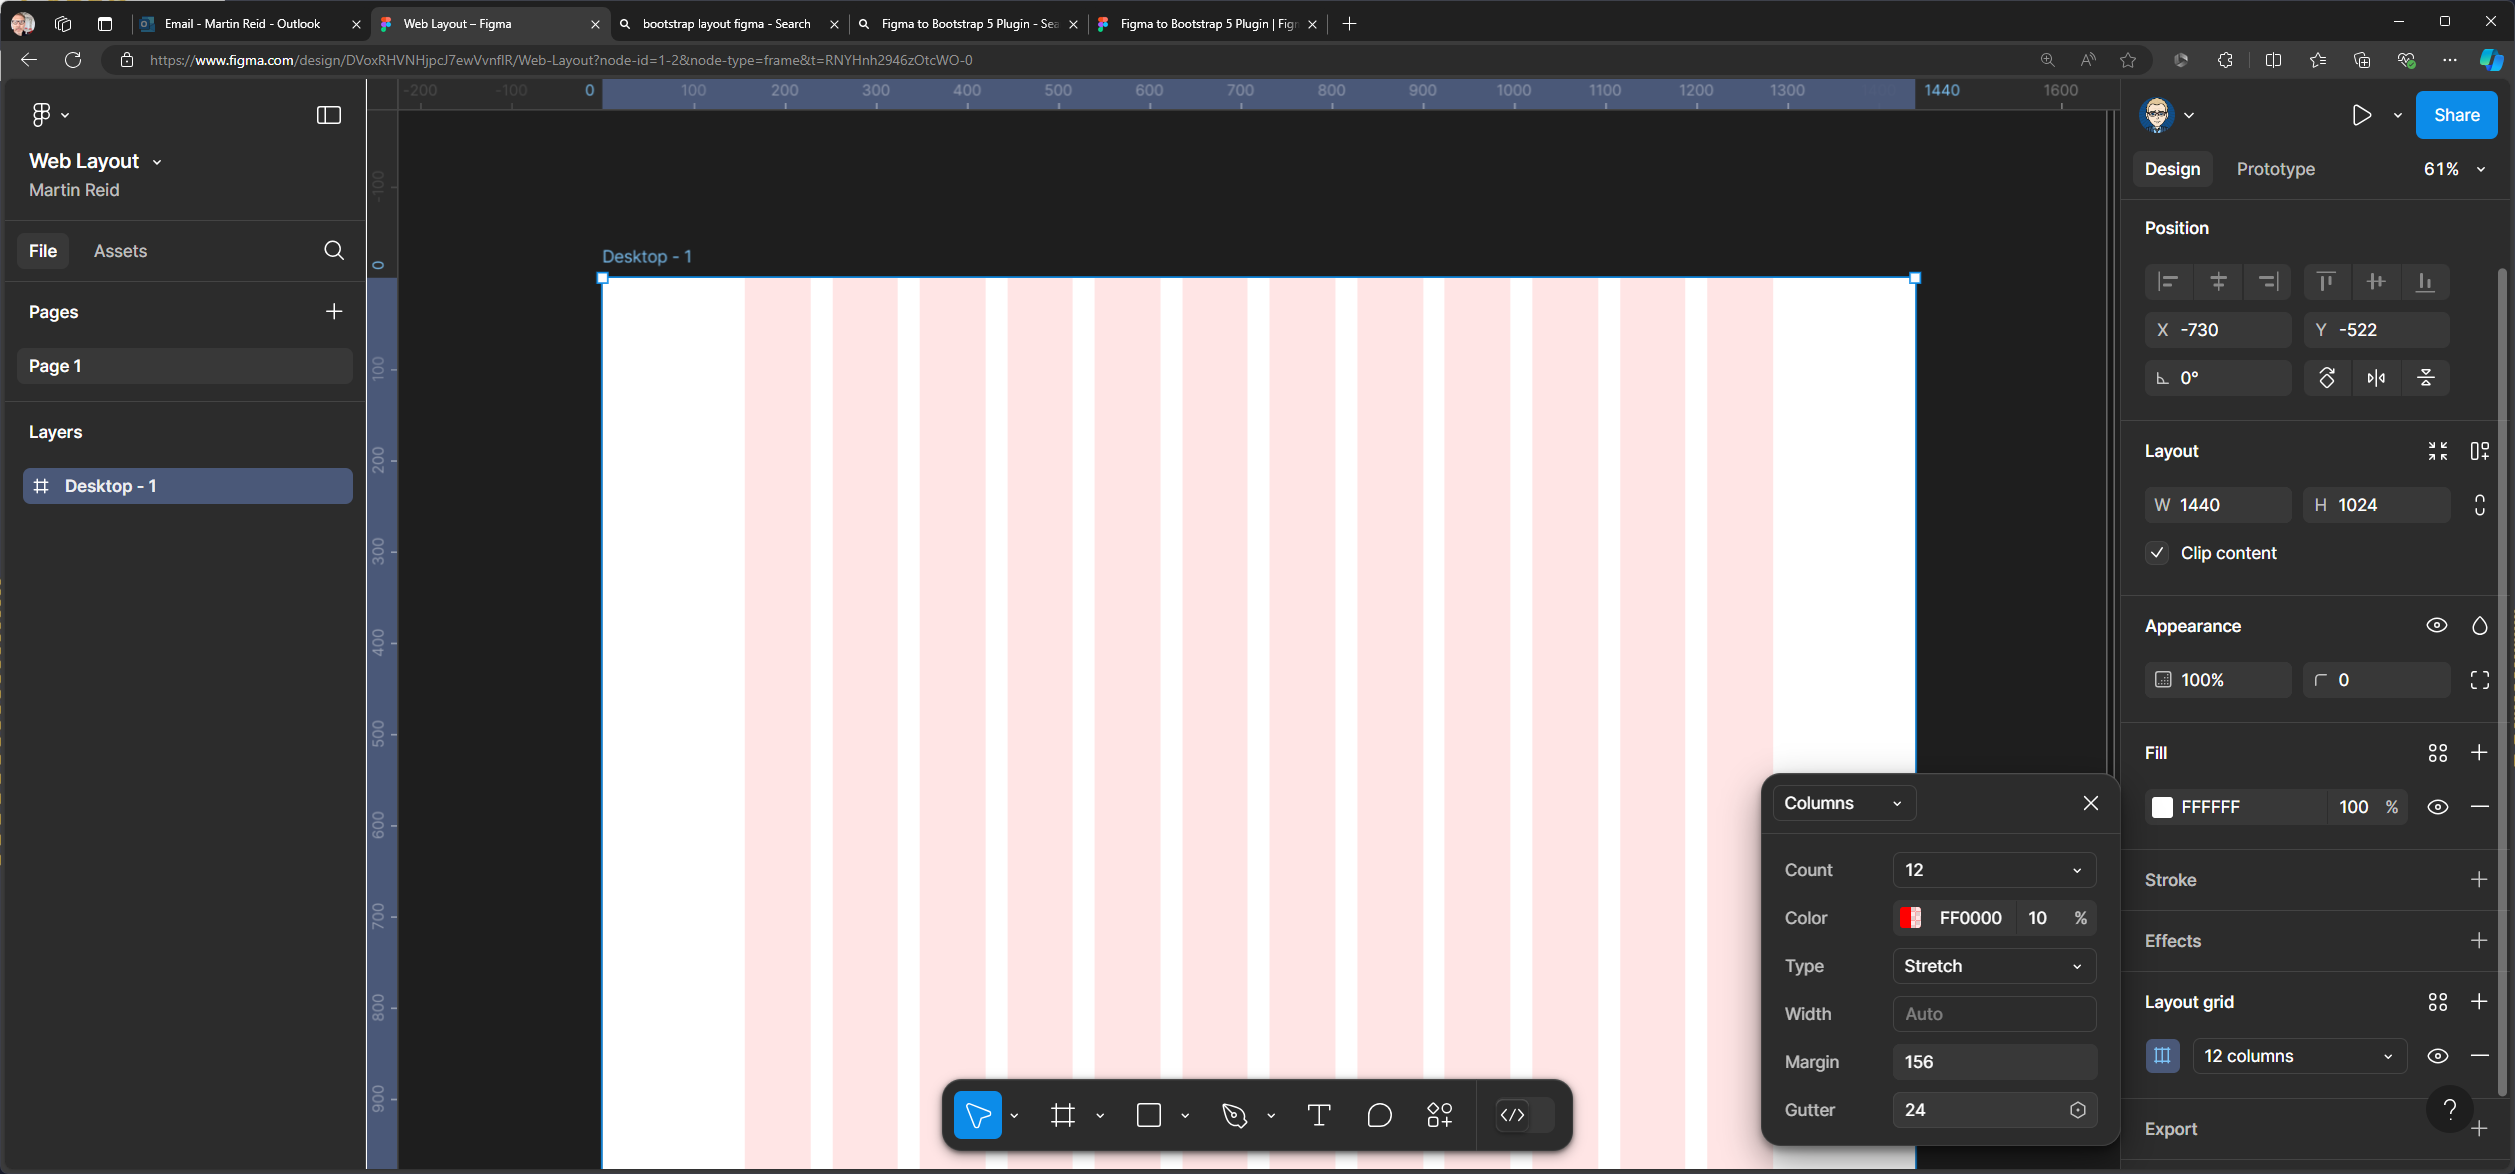 Email - Martin Reid - Outlook
Web Layout – Figma
bootstrap layout figma - Search
Figma to Bootstrap 5 Plugin - Sea
Figma to Bootstrap 5 Plugin | Figm
https://www.figma.com/design/DVoxRHVNHjpcJ7ewVvnflR/Web-Layout?node-id=1-2&node-type=frame&t=RNYHnh2946zOtcWO-0
-200 -100 0 100 200 300 400 500 600 700 800 900 1000 1100 1200 1300 1440 1600
Share
Web Layout
Martin Reid
Design Prototype 61%
-100
0
100
200
300
400
500
600
700
800
900
File Assets
Pages
Page 1
Layers
Desktop - 1
Desktop - 1
Position
X -730 Y -522
0°
Layout
W 1440 H 1024
Clip content
Appearance
100% 0
Fill
FFFFFF 100 %
Stroke
Effects
Layout grid
12 columns
Export
?
Columns
Count 12
Color FF0000 10 %
Type Stretch
Width Auto
Margin 156
Gutter 24